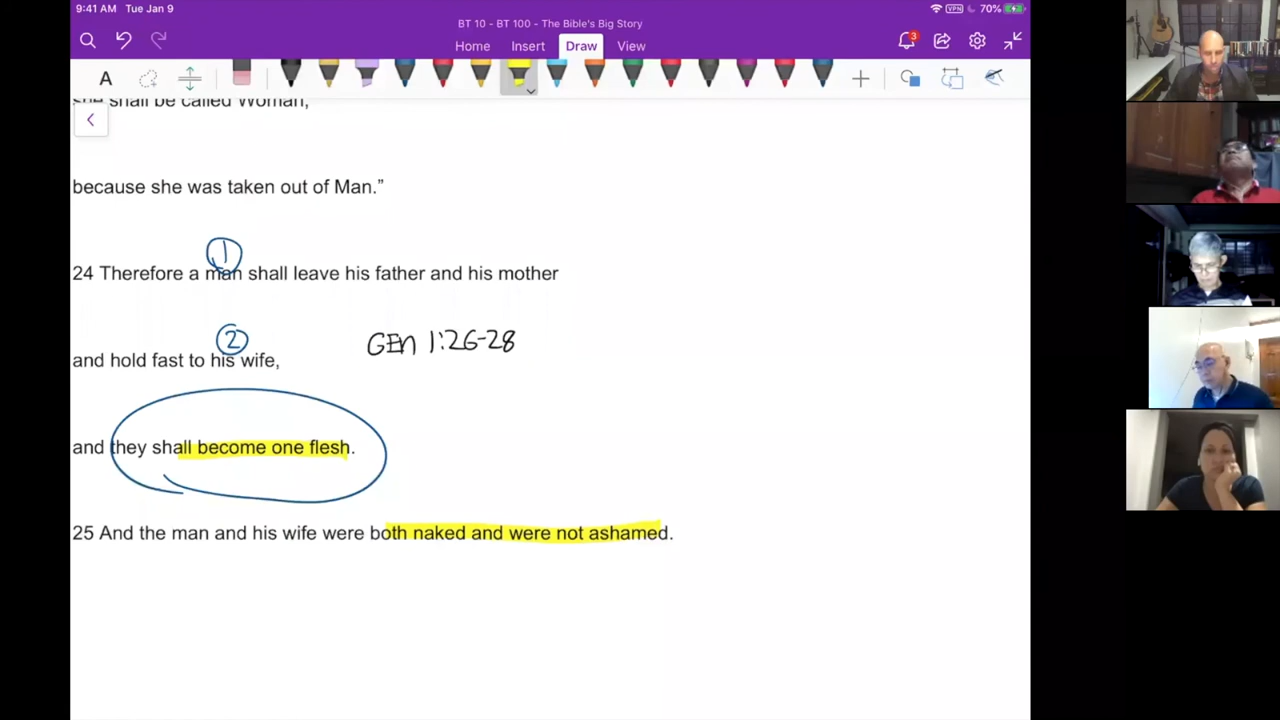 9:41 AM Tue Jan 9
VPN 70%
BT 10 - BT 100 - The Bible's Big Story
Home Insert Draw View
3
A
she shall be called Woman,
because she was taken out of Man.”
1
24 Therefore a man shall leave his father and his mother
2
GEn 1:26-28
and hold fast to his wife,
and they shall become one flesh.
25 And the man and his wife were both naked and were not ashamed.